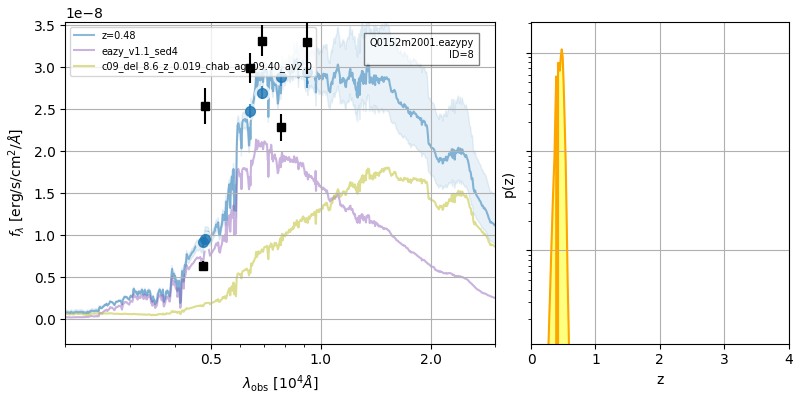 1e−8
z=0.48
eazy_v1.1_sed4
c09_del_8.6_z_0.019_chab_age09.40_av2.0
Q0152m2001.eazypy
ID=8
3.5
3.0
2.5
2.0
1.5
1.0
0.5
0.0
fλ [erg/s/cm²/Å]
0.5
1.0
2.0
λobs [10⁴Å]
p(z)
0
1
2
3
4
z